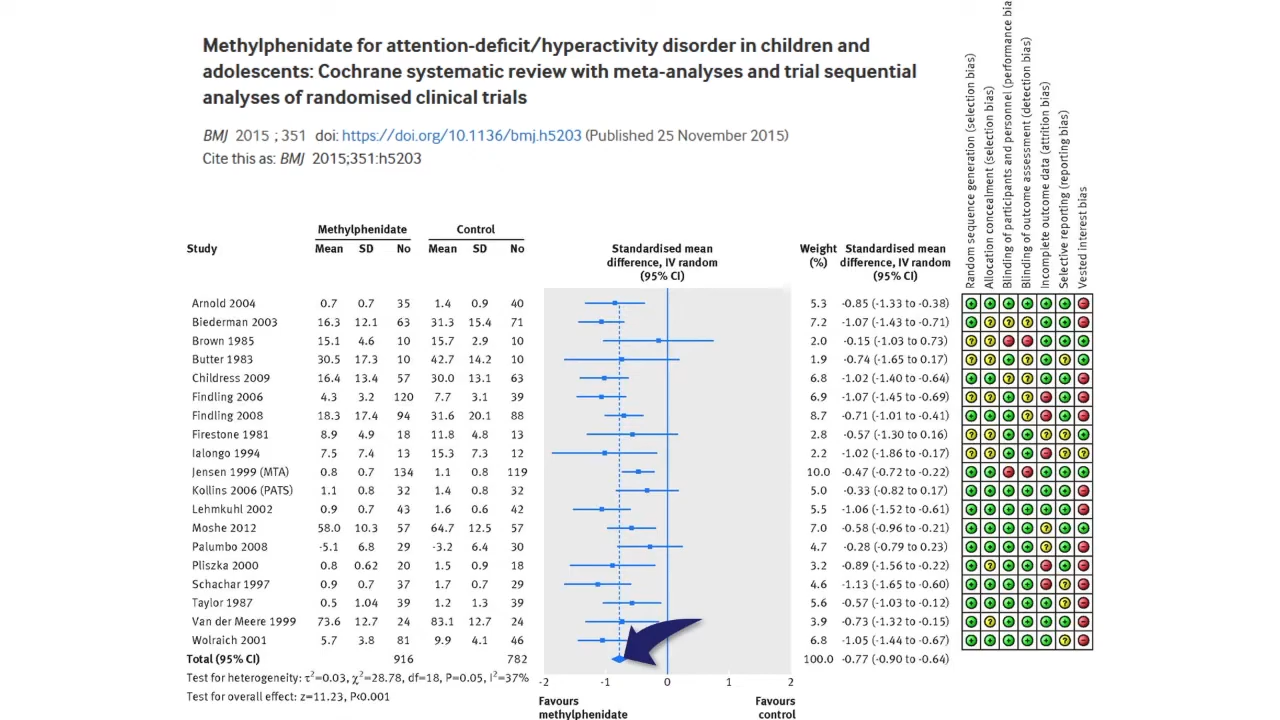 Methylphenidate for attention-deficit/hyperactivity disorder in children and
adolescents: Cochrane systematic review with meta-analyses and trial sequential
analyses of randomised clinical trials
BMJ 2015 ; 351 doi: https://doi.org/10.1136/bmj.h5203 (Published 25 November 2015)
Cite this as: BMJ 2015;351:h5203
Random sequence generation (selection bias)
Allocation concealment (selection bias)
Blinding of participants and personnel (performance
Blinding of outcome assessment (detection bias)
Incomplete outcome data (attrition bias)
Selective reporting (reporting bias)
Vested interest bias
Methylphenidate Control
Study Mean SD No Mean SD No Standardised mean difference, IV random (95% CI) Weight (%) Standardised mean difference, IV random (95% CI)
Arnold 2004 0.7 0.7 35 1.4 0.9 40 5.3 -0.85 (-1.33 to -0.38)
Biederman 2003 16.3 12.1 63 31.3 15.4 71 7.2 -1.07 (-1.43 to -0.71)
Brown 1985 15.1 4.6 10 15.7 2.9 10 2.0 -0.15 (-1.03 to 0.73)
Butter 1983 30.5 17.3 10 42.7 14.2 10 1.9 -0.74 (-1.65 to 0.17)
Childress 2009 16.4 13.4 57 30.0 13.1 63 6.8 -1.02 (-1.40 to -0.64)
Findling 2006 4.3 3.2 120 7.7 3.1 39 6.9 -1.07 (-1.45 to -0.69)
Findling 2008 18.3 17.4 94 31.6 20.1 88 8.7 -0.71 (-1.01 to -0.41)
Firestone 1981 8.9 4.9 18 11.8 4.8 13 2.8 -0.57 (-1.30 to 0.16)
Ialongo 1994 7.5 7.4 13 15.3 7.3 12 2.2 -1.02 (-1.86 to -0.17)
Jensen 1999 (MTA) 0.8 0.7 134 1.1 0.8 119 10.0 -0.47 (-0.72 to -0.22)
Kollins 2006 (PATS) 1.1 0.8 32 1.4 0.8 32 5.0 -0.33 (-0.82 to 0.17)
Lehmkuhl 2002 0.9 0.7 43 1.6 0.6 42 5.5 -1.06 (-1.52 to -0.61)
Moshe 2012 58.0 10.3 57 64.7 12.5 57 7.0 -0.58 (-0.96 to -0.21)
Palumbo 2008 -5.1 6.8 29 -3.2 6.4 30 4.7 -0.28 (-0.79 to 0.23)
Pliszka 2000 0.8 0.62 20 1.5 0.9 18 3.2 -0.89 (-1.56 to -0.22)
Schachar 1997 0.9 0.7 37 1.7 0.7 29 4.6 -1.13 (-1.65 to -0.60)
Taylor 1987 0.5 1.04 39 1.2 1.3 39 5.6 -0.57 (-1.03 to -0.12)
Van der Meere 1999 73.6 12.7 24 83.1 12.7 24 3.9 -0.73 (-1.32 to -0.15)
Wolraich 2001 5.7 3.8 81 9.9 4.1 46 6.8 -1.05 (-1.44 to -0.67)
Total (95% CI) 916 782 100.0 -0.77 (-0.90 to -0.64)
Test for heterogeneity: τ²=0.03, χ²=28.78, df=18, P=0.05, I²=37%
Test for overall effect: z=11.23, P<0.001
-2 -1 0 1 2
Favours methylphenidate
Favours control